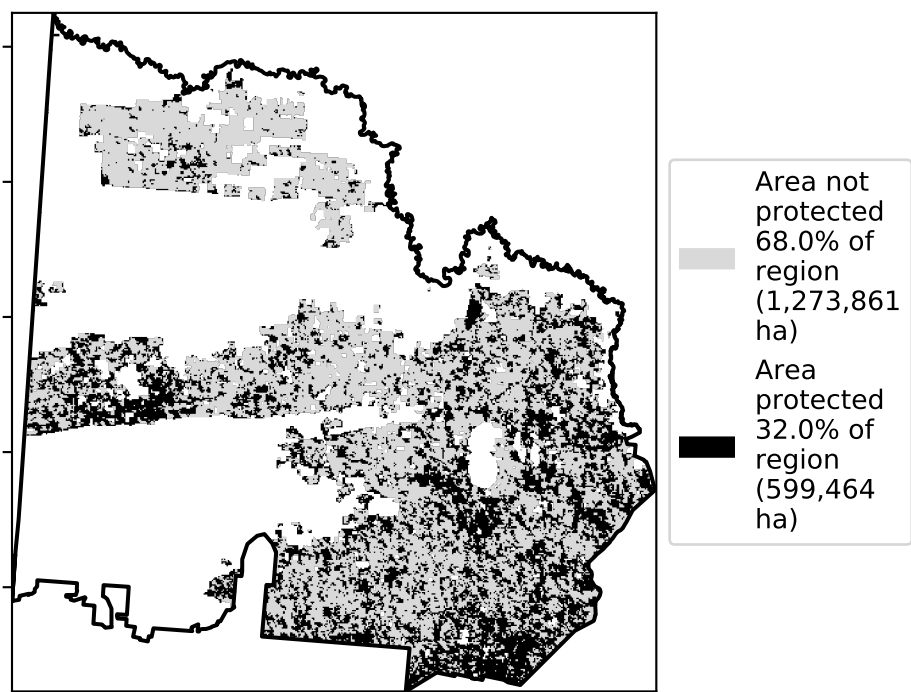 Area not
protected
68.0% of
region
(1,273,861
ha)
Area
protected
32.0% of
region
(599,464
ha)